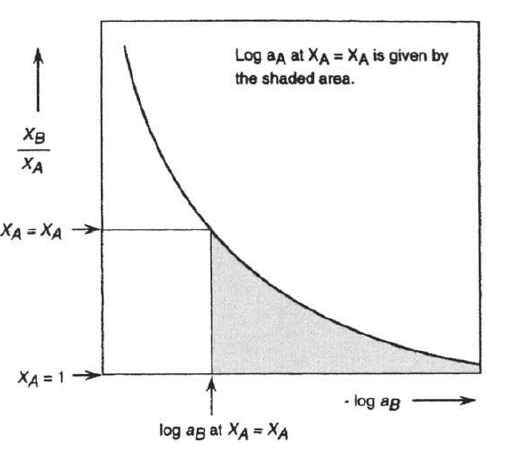 Log aA at XA = XA is given by
the shaded area.
XB
XA
XA = XA
XA = 1
- log aB
log aB at XA = XA